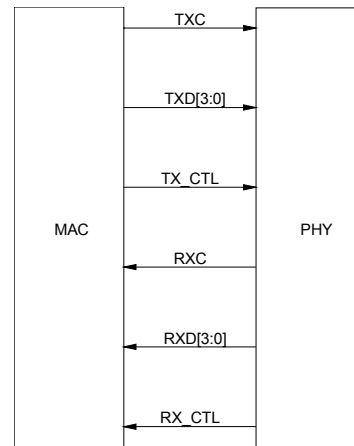 TXC
TXD[3:0]
TX_CTL
MAC
PHY
RXC
RXD[3:0]
RX_CTL